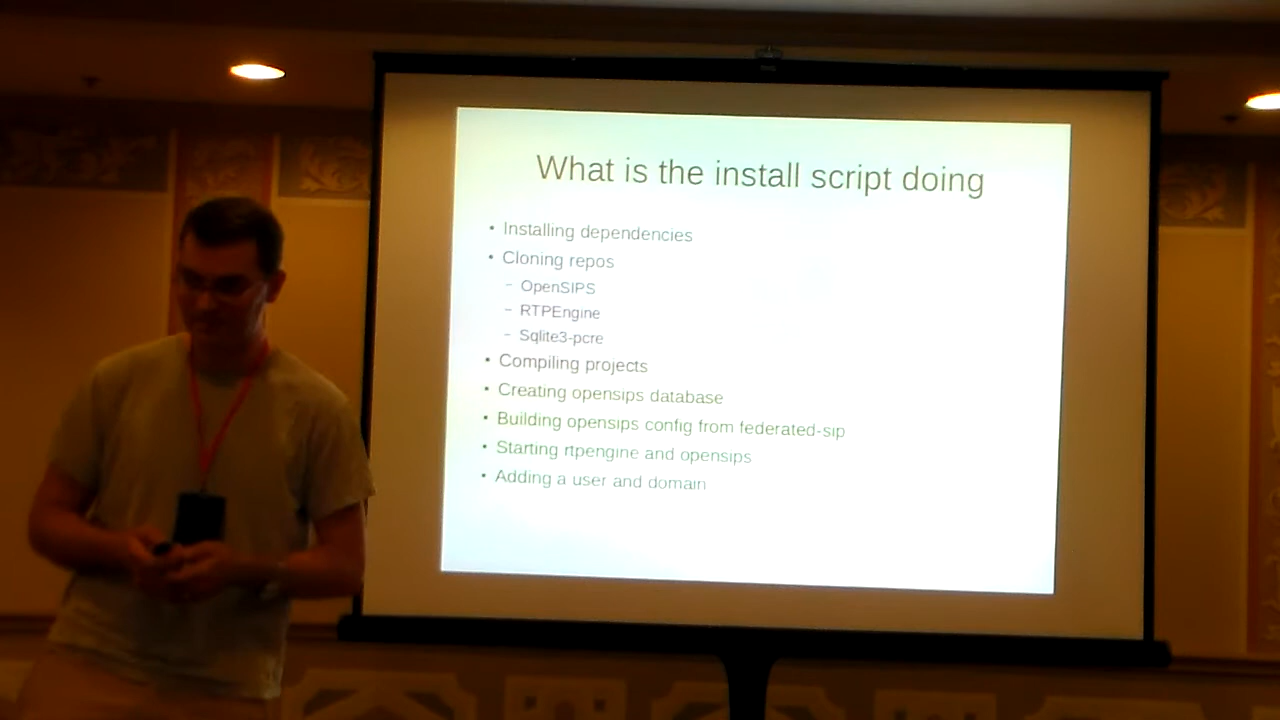 What is the install script doing
• Installing dependencies
• Cloning repos
– OpenSIPS
– RTPEngine
– Sqlite3-pcre
• Compiling projects
• Creating opensips database
• Building opensips config from federated-sip
• Starting rtpengine and opensips
• Adding a user and domain